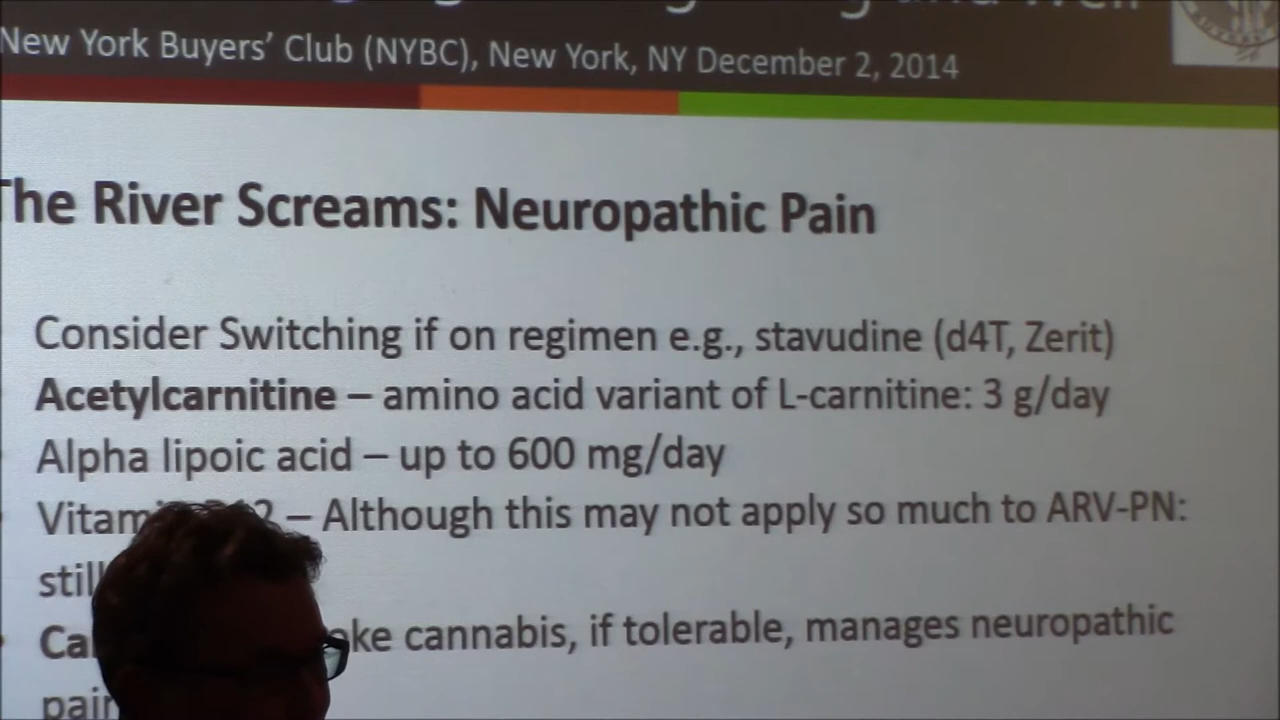 and
New York Buyers' Club (NYBC), New York, NY December 2, 2014
The River Screams: Neuropathic Pain
Consider Switching if on regimen e.g., stavudine (d4T, Zerit)
Acetylcarnitine – amino acid variant of L-carnitine: 3 g/day
Alpha lipoic acid – up to 600 mg/day
– Although this may not apply so much to ARV-PN:
still
cannabis, if tolerable, manages neuropathic